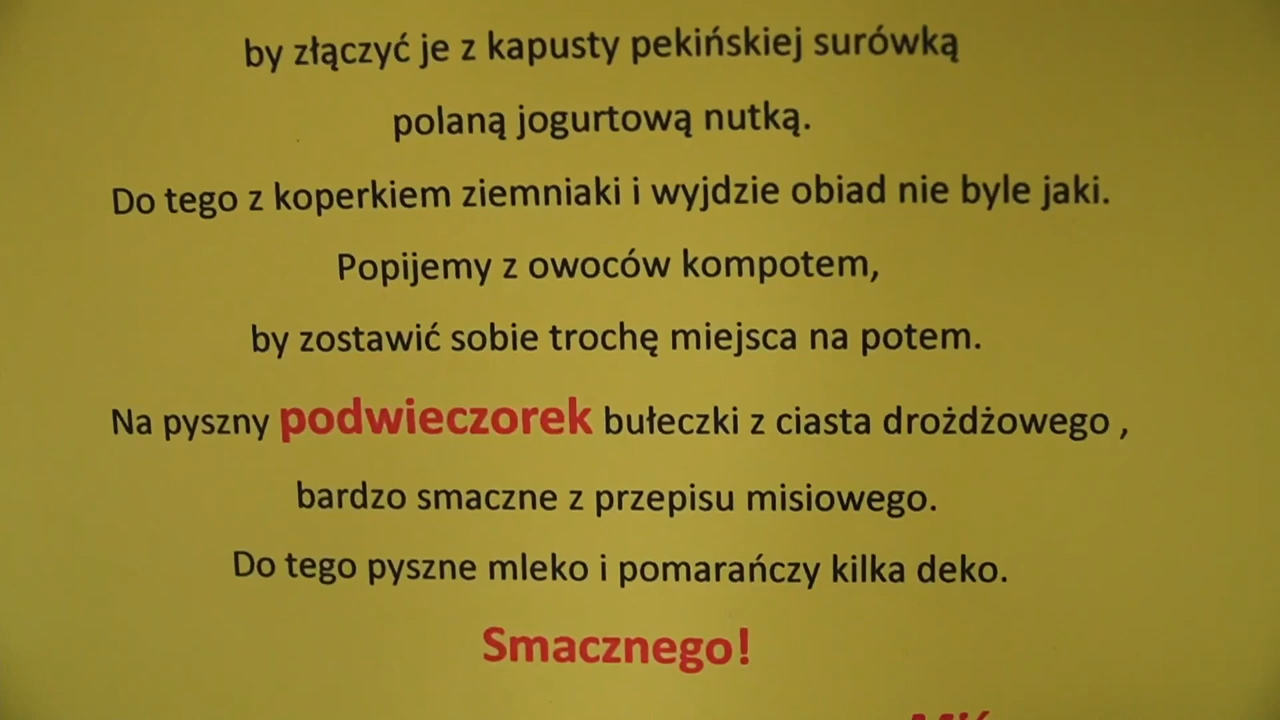 by złączyć je z kapusty pekińskiej surówką
polaną jogurtową nutką.
Do tego z koperkiem ziemniaki i wyjdzie obiad nie byle jaki.
Popijemy z owoców kompotem,
by zostawić sobie trochę miejsca na potem.
Na pyszny podwieczorek bułeczki z ciasta drożdżowego ,
bardzo smaczne z przepisu misiowego.
Do tego pyszne mleko i pomarańczy kilka deko.
Smacznego!